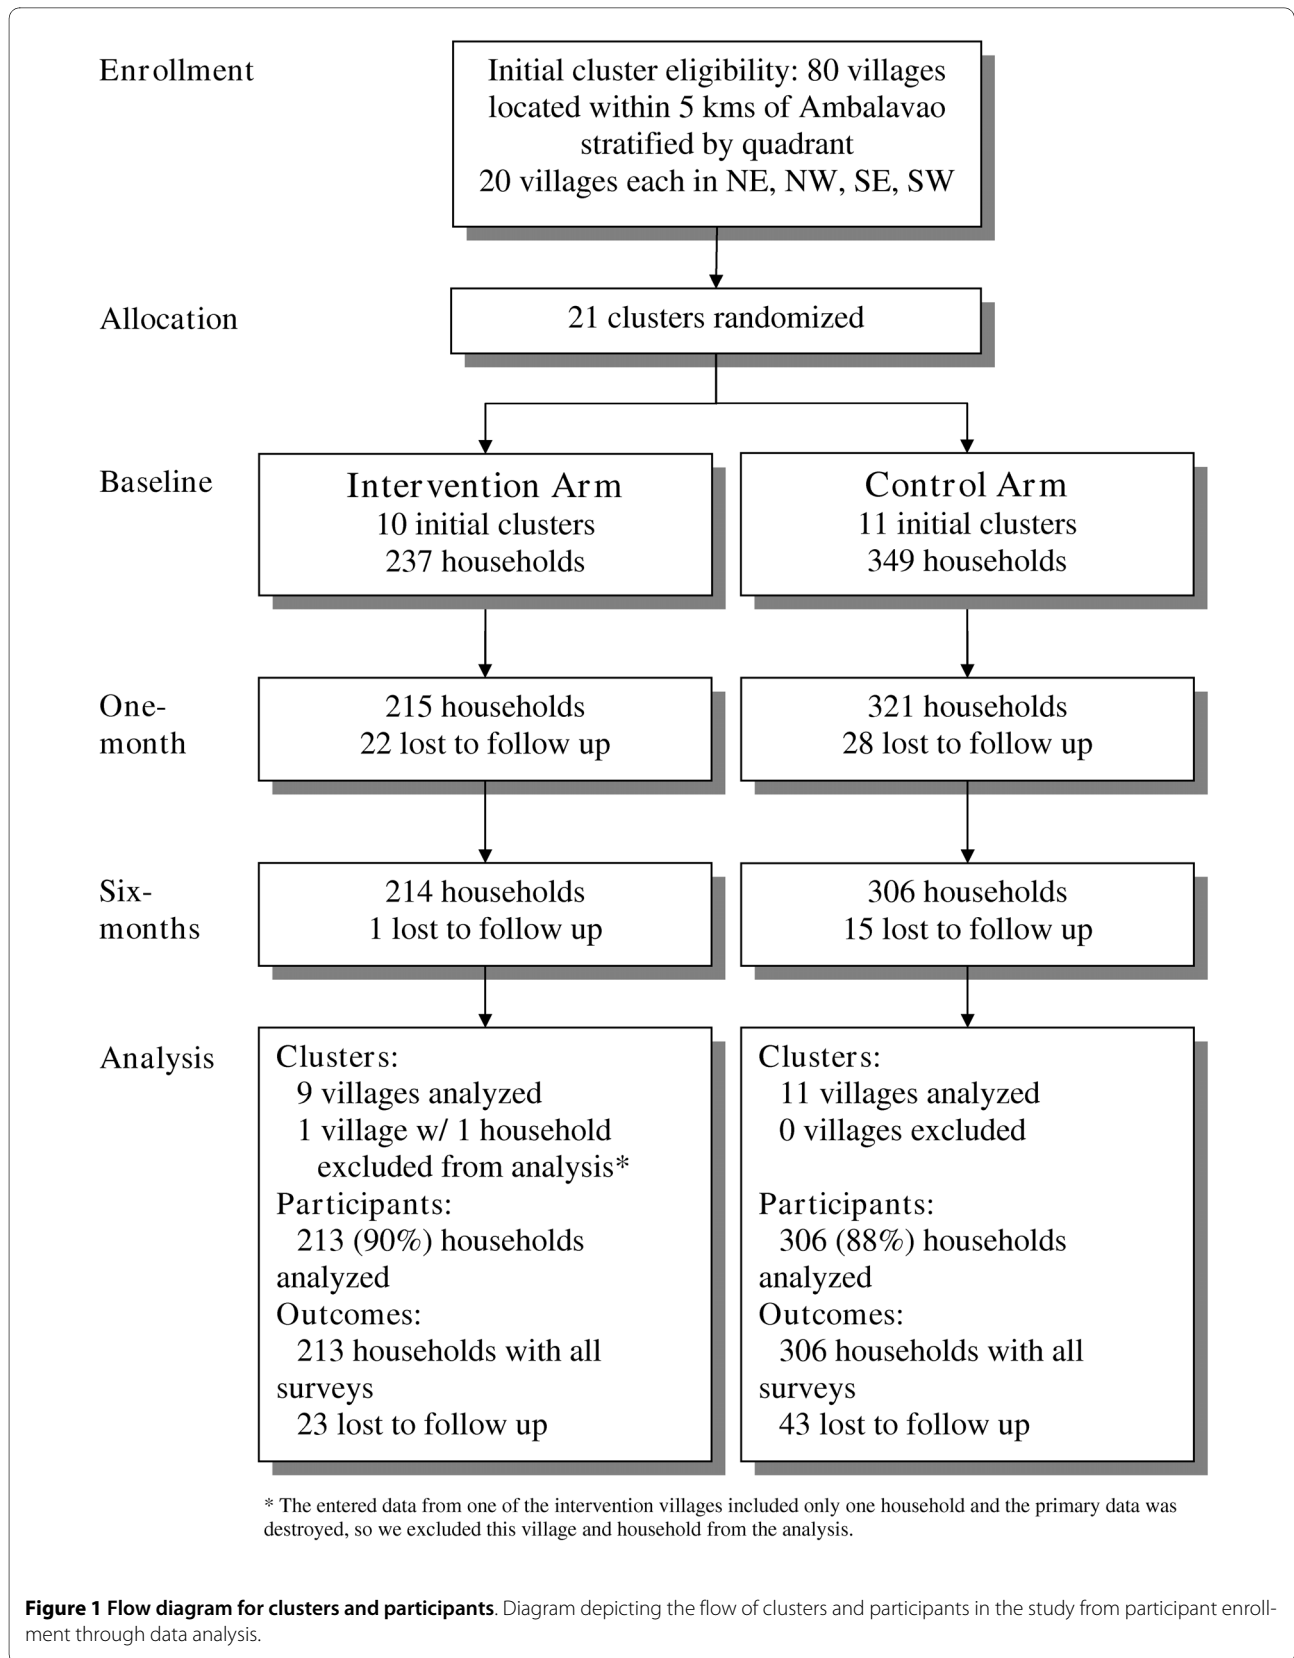 Enrollment
Initial cluster eligibility: 80 villages
located within 5 kms of Ambalavao
stratified by quadrant
20 villages each in NE, NW, SE, SW
Allocation
21 clusters randomized
Baseline
Intervention Arm
10 initial clusters
237 households
Control Arm
11 initial clusters
349 households
One-
month
215 households
22 lost to follow up
321 households
28 lost to follow up
Six-
months
214 households
1 lost to follow up
306 households
15 lost to follow up
Analysis
Clusters:
9 villages analyzed
1 village w/ 1 household
excluded from analysis*
Participants:
213 (90%) households
analyzed
Outcomes:
213 households with all
surveys
23 lost to follow up
Clusters:
11 villages analyzed
0 villages excluded
Participants:
306 (88%) households
analyzed
Outcomes:
306 households with all
surveys
43 lost to follow up
* The entered data from one of the intervention villages included only one household and the primary data was
destroyed, so we excluded this village and household from the analysis.
Figure 1 Flow diagram for clusters and participants. Diagram depicting the flow of clusters and participants in the study from participant enroll-
ment through data analysis.